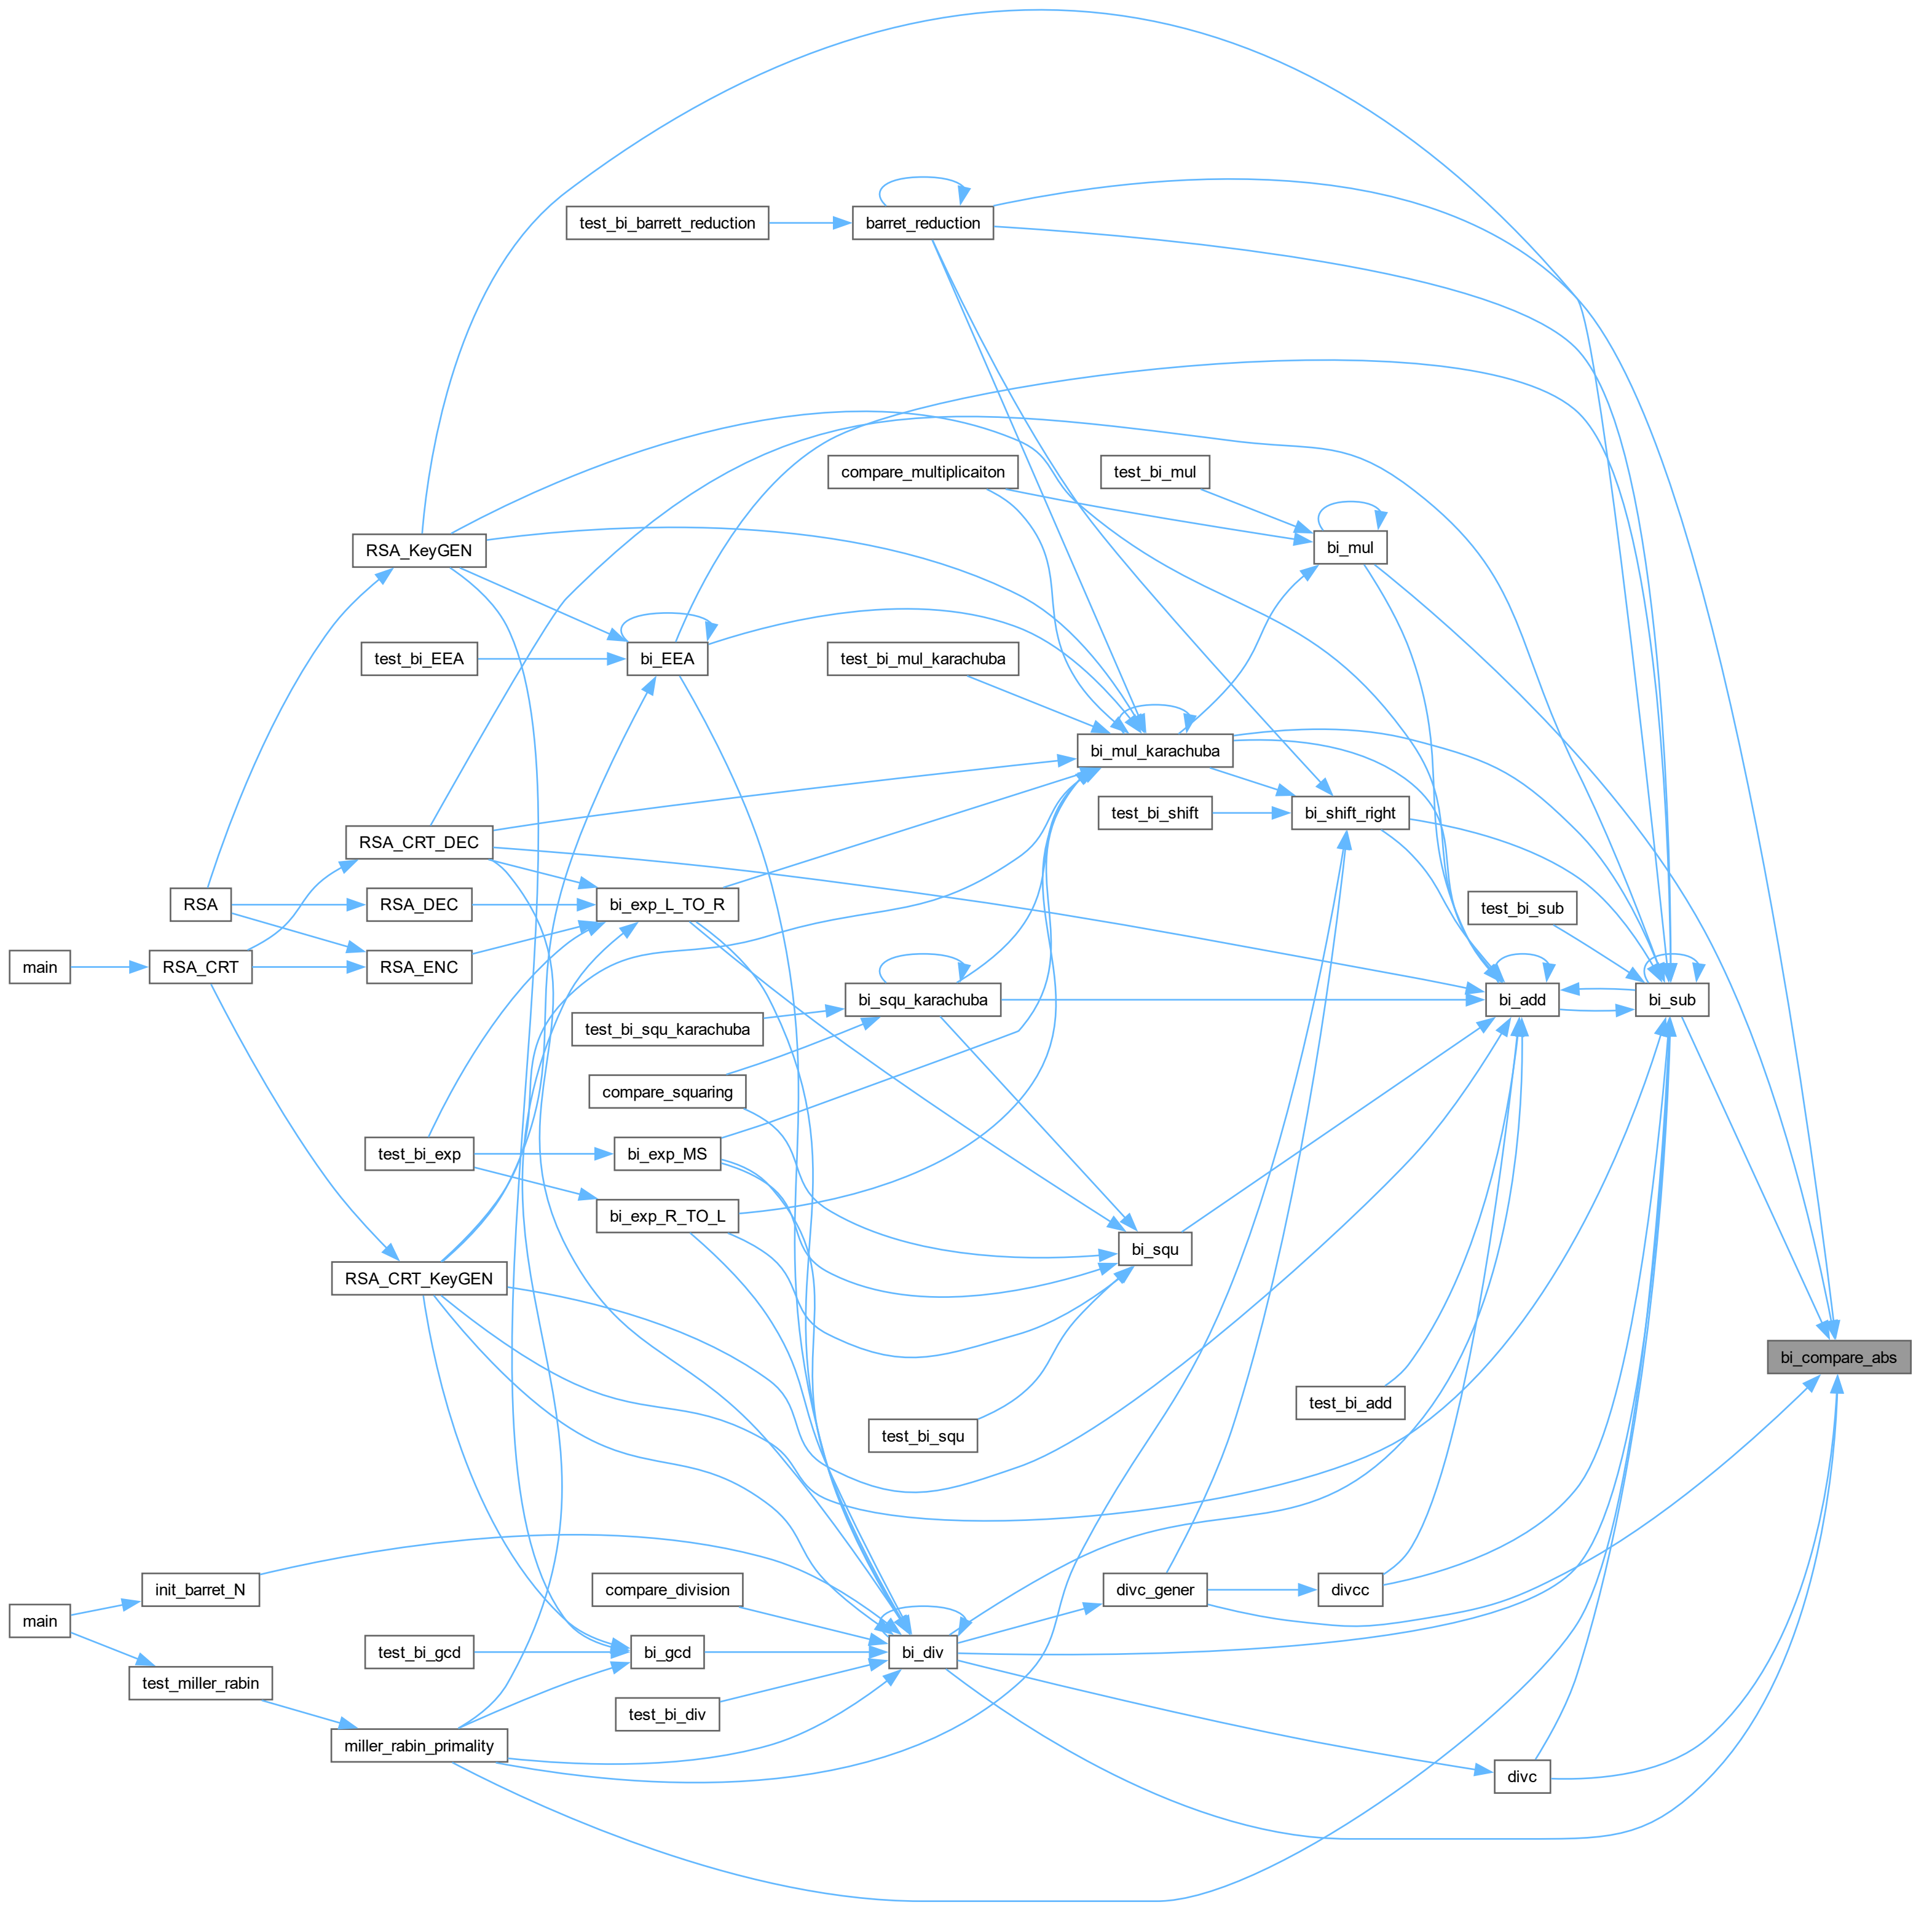 test_bi_barrett_reduction
barret_reduction
compare_multiplicaiton
test_bi_mul
RSA_KeyGEN
bi_mul
test_bi_EEA
bi_EEA
test_bi_mul_karachuba
bi_mul_karachuba
test_bi_shift
bi_shift_right
RSA_CRT_DEC
RSA
RSA_DEC
bi_exp_L_TO_R
test_bi_sub
main
RSA_CRT
RSA_ENC
bi_squ_karachuba
bi_add
bi_sub
test_bi_squ_karachuba
compare_squaring
test_bi_exp
bi_exp_MS
bi_exp_R_TO_L
bi_squ
RSA_CRT_KeyGEN
bi_compare_abs
test_bi_add
test_bi_squ
init_barret_N
compare_division
divc_gener
divcc
main
test_bi_gcd
bi_gcd
bi_div
test_miller_rabin
test_bi_div
miller_rabin_primality
divc